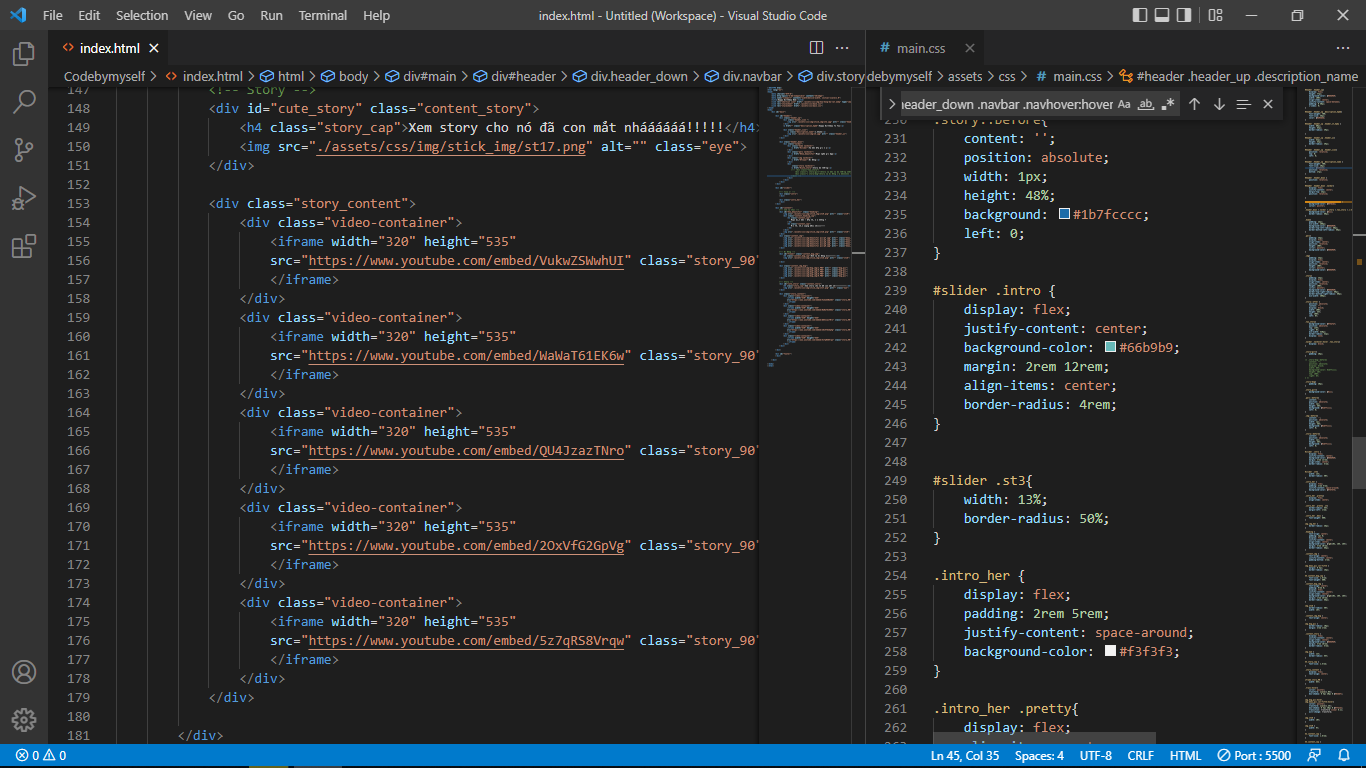 File Edit Selection View Go Run Terminal Help
index.html - Untitled (Workspace) - Visual Studio Code
index.html
main.css
Codebymyself > index.html > html > body > div#main > div#header > div.header_down > div.navbar > div.story
debymyself > assets > css > # main.css > #header .header_up .description_name
header_down .navbar .navhover:hover
147 <!-- Story -->
148 <div id="cute_story" class="content_story">
149 <h4 class="story_cap">Xem story cho nó đã con mắt nháááááá!!!!!</h4>
150 <img src="./assets/css/img/stick_img/st17.png" alt="" class="eye">
151 </div>
152
153 <div class="story_content">
154 <div class="video-container">
155 <iframe width="320" height="535"
156 src="https://www.youtube.com/embed/VukwZSWwhUI" class="story_90"
157 </iframe>
158 </div>
159 <div class="video-container">
160 <iframe width="320" height="535"
161 src="https://www.youtube.com/embed/WaWaT61EK6w" class="story_90"
162 </iframe>
163 </div>
164 <div class="video-container">
165 <iframe width="320" height="535"
166 src="https://www.youtube.com/embed/QU4JzazTNro" class="story_90"
167 </iframe>
168 </div>
169 <div class="video-container">
170 <iframe width="320" height="535"
171 src="https://www.youtube.com/embed/2OxVfG2GpVg" class="story_90"
172 </iframe>
173 </div>
174 <div class="video-container">
175 <iframe width="320" height="535"
176 src="https://www.youtube.com/embed/5z7qRS8Vrqw" class="story_90"
177 </iframe>
178 </div>
179 </div>
180
181 </div>
230 .story::before{
231 content: '';
232 position: absolute;
233 width: 1px;
234 height: 48%;
235 background: #1b7fcccc;
236 left: 0;
237 }
238
239 #slider .intro {
240 display: flex;
241 justify-content: center;
242 background-color: #66b9b9;
243 margin: 2rem 12rem;
244 align-items: center;
245 border-radius: 4rem;
246 }
247
248
249 #slider .st3{
250 width: 13%;
251 border-radius: 50%;
252 }
253
254 .intro_her {
255 display: flex;
256 padding: 2rem 5rem;
257 justify-content: space-around;
258 background-color: #f3f3f3;
259 }
260
261 .intro_her .pretty{
262 display: flex;
0 0
Ln 45, Col 35 Spaces: 4 UTF-8 CRLF HTML Port : 5500